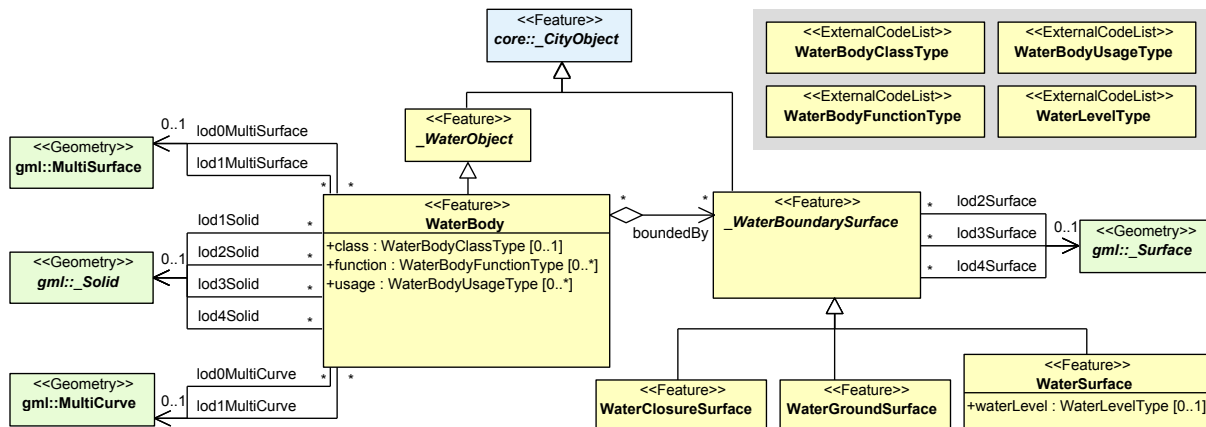 <<Feature>>
core::_CityObject
<<ExternalCodeList>>
WaterBodyClassType
<<ExternalCodeList>>
WaterBodyUsageType
<<ExternalCodeList>>
WaterBodyFunctionType
<<ExternalCodeList>>
WaterLevelType
<<Feature>>
_WaterObject
<<Geometry>>
gml::MultiSurface
0..1
lod0MultiSurface
lod1MultiSurface
*
*
<<Geometry>>
gml::_Solid
0..1
lod1Solid
*
lod2Solid
*
lod3Solid
*
lod4Solid
*
<<Geometry>>
gml::MultiCurve
0..1
lod0MultiCurve
lod1MultiCurve
*
*
<<Feature>>
WaterBody
+class : WaterBodyClassType [0..1]
+function : WaterBodyFunctionType [0..*]
+usage : WaterBodyUsageType [0..*]
*
*
boundedBy
<<Feature>>
_WaterBoundarySurface
*
lod2Surface
*
lod3Surface
*
lod4Surface
0..1
<<Geometry>>
gml::_Surface
<<Feature>>
WaterClosureSurface
<<Feature>>
WaterGroundSurface
<<Feature>>
WaterSurface
+waterLevel : WaterLevelType [0..1]